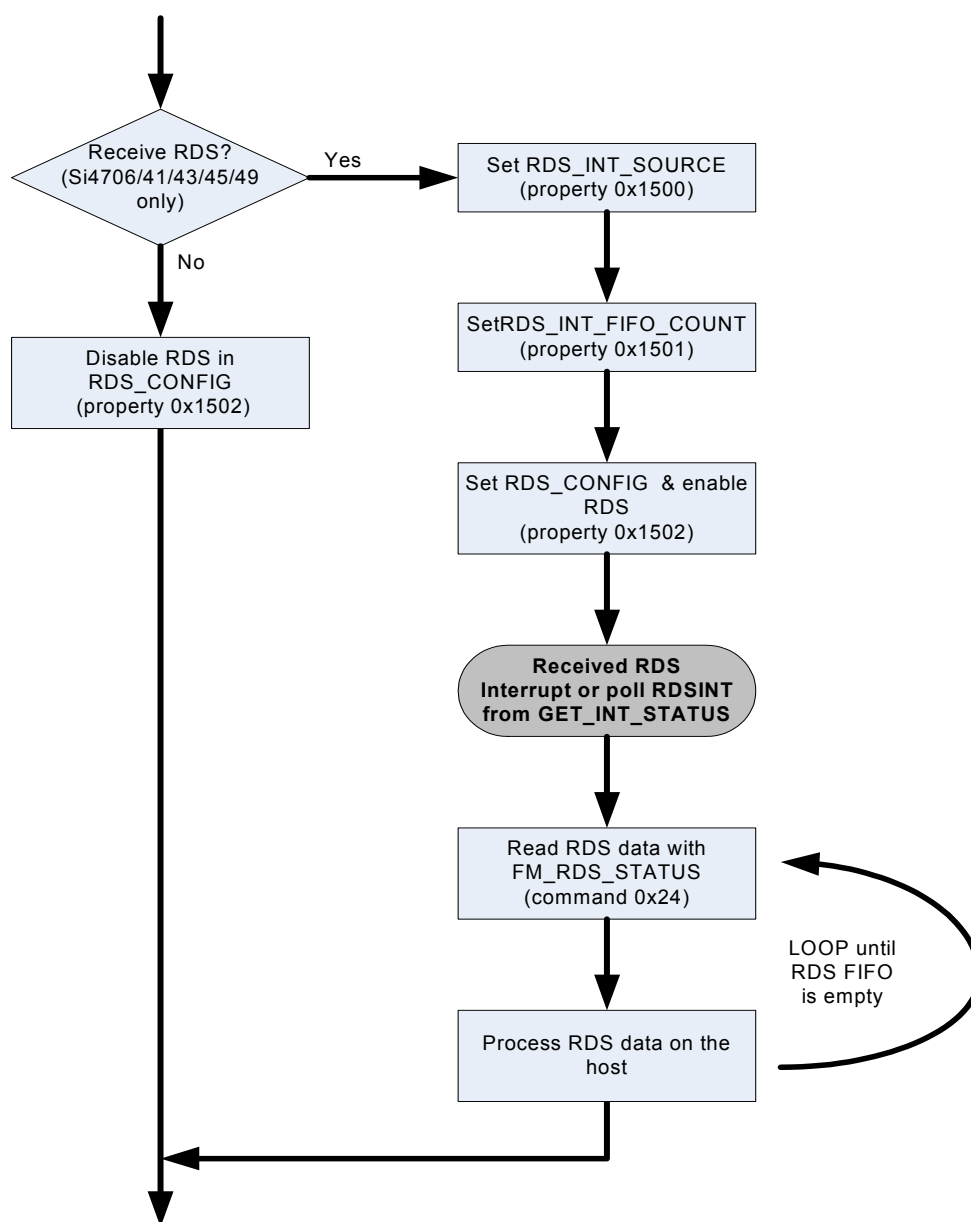 Receive RDS?
(Si4706/41/43/45/49
only)
Yes
No
Set RDS_INT_SOURCE
(property 0x1500)
SetRDS_INT_FIFO_COUNT
(property 0x1501)
Disable RDS in
RDS_CONFIG
(property 0x1502)
Set RDS_CONFIG & enable
RDS
(property 0x1502)
Received RDS
Interrupt or poll RDSINT
from GET_INT_STATUS
Read RDS data with
FM_RDS_STATUS
(command 0x24)
LOOP until
RDS FIFO
is empty
Process RDS data on the
host